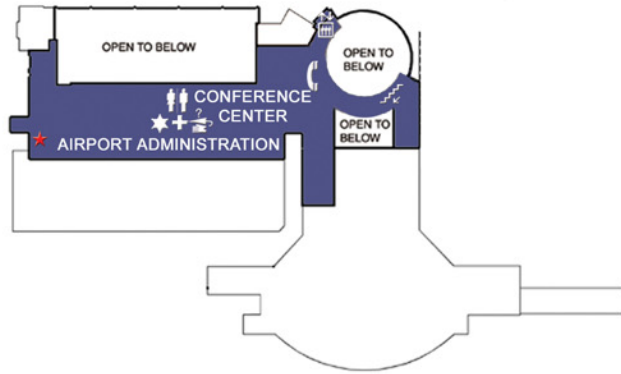 OPEN TO BELOW
OPEN TO
BELOW
CONFERENCE
CENTER
OPEN TO
BELOW
AIRPORT ADMINISTRATION